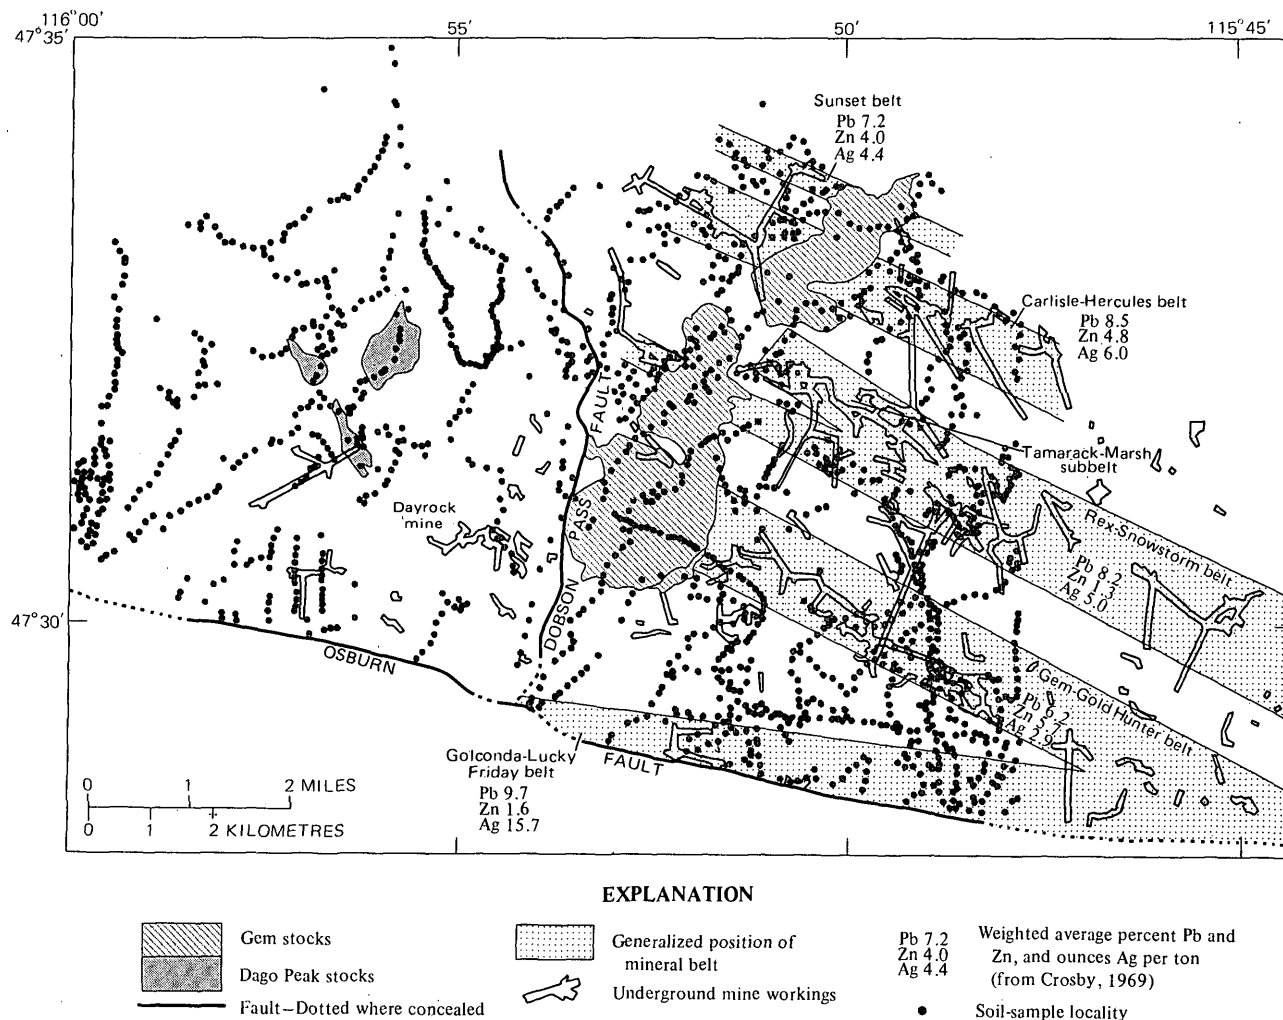 116°00'
55'
50'
115°45'
47°35'
Sunset belt
Pb 7.2
Zn 4.0
Ag 4.4
Carlisle-Hercules belt
Pb 8.5
Zn 4.8
Ag 6.0
FAULT
Tamarack-Marsh
subbelt
Dayrock
mine
PASS
Rex-Snowstorm belt
Pb 8.2
Zn 1.3
Ag 5.0
47°30'
DOBSON
OSBURN
Gem-Gold Hunter belt
Pb 6.2
Ag 2.9
Golconda-Lucky
Friday belt
Pb 9.7
Zn 1.6
Ag 15.7
FAULT
0 1 2 MILES
0 1 2 KILOMETRES
EXPLANATION
Gem stocks
Dago Peak stocks
Fault—Dotted where concealed
Generalized position of
mineral belt
Underground mine workings
Pb 7.2
Zn 4.0
Ag 4.4
Weighted average percent Pb and
Zn, and ounces Ag per ton
(from Crosby, 1969)
Soil-sample locality